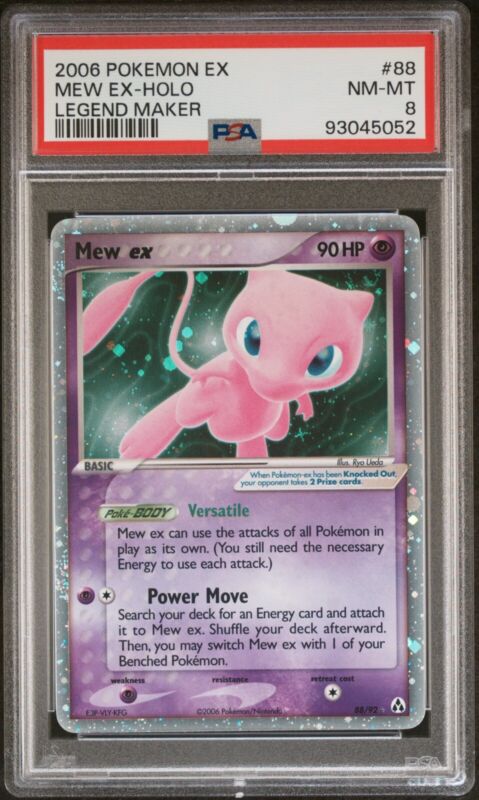 2006 POKEMON EX #88
MEW EX-HOLO NM-MT
LEGEND MAKER 8
PSA 93045052
Mew ex 90 HP
Illus. Ryo Ueda
BASIC
When Pokémon-ex has been Knocked Out,
your opponent takes 2 Prize cards.
Poké-BODY Versatile
Mew ex can use the attacks of all Pokémon in
play as its own. (You still need the necessary
Energy to use each attack.)
Power Move
Search your deck for an Energy card and attach
it to Mew ex. Shuffle your deck afterward.
Then, you may switch Mew ex with 1 of your
Benched Pokémon.
weakness resistance retreat cost
EJF-VLY-KFG ©2006 Pokémon/Nintendo 88/92
PSA